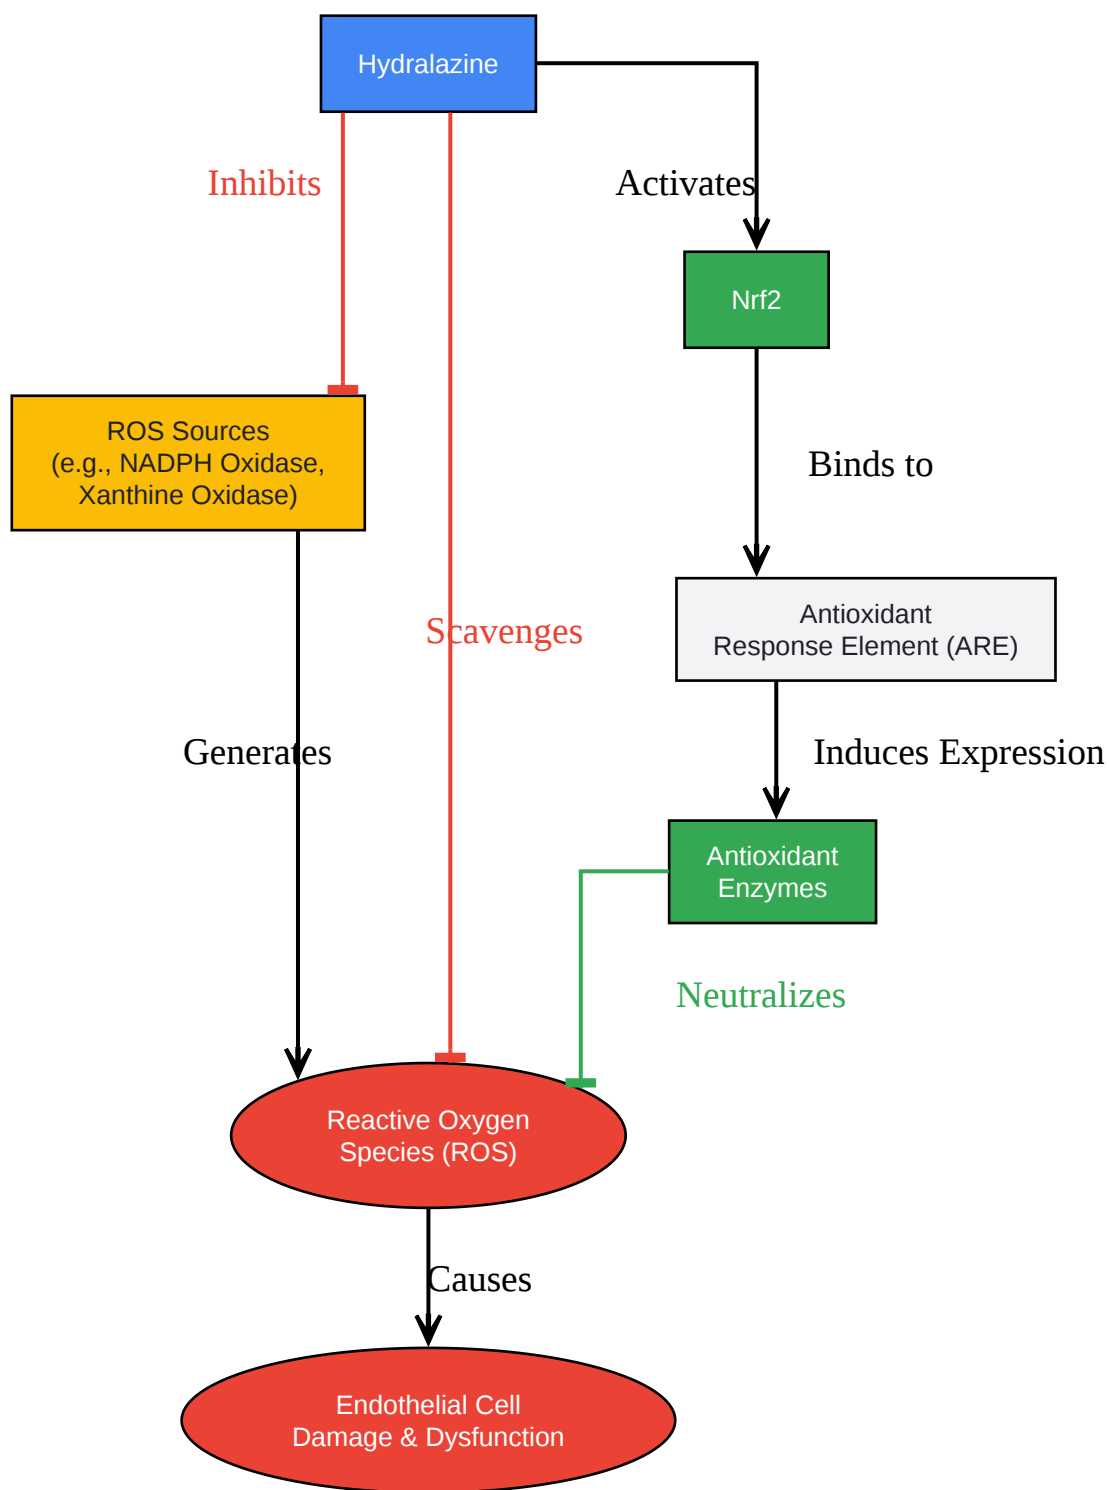 Hydralazine
Inhibits
Activates
Nrf2
ROS Sources
(e.g., NADPH Oxidase,
Xanthine Oxidase)
Binds to
Scavenges
Antioxidant
Response Element (ARE)
Generates
Induces Expression
Antioxidant
Enzymes
Neutralizes
Reactive Oxygen
Species (ROS)
Causes
Endothelial Cell
Damage & Dysfunction